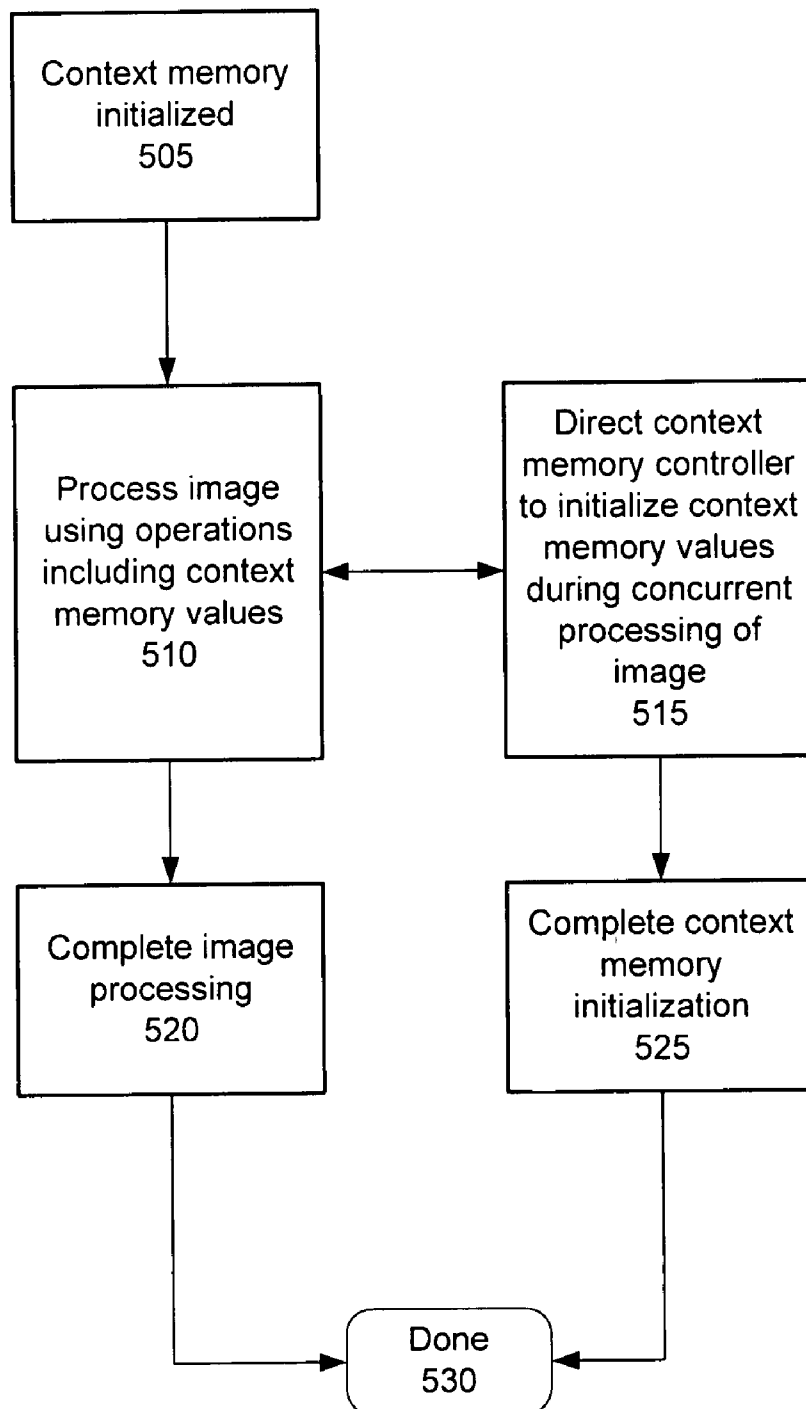 Context memory
initialized
505
Process image
using operations
including context
memory values
510
Direct context
memory controller
to initialize context
memory values
during concurrent
processing of
image
515
Complete image
processing
520
Complete context
memory
initialization
525
Done
530